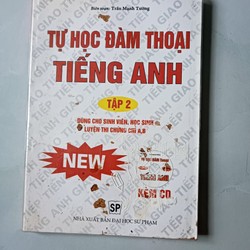 Biên soạn: Trần Mạnh Tường
TỰ HỌC ĐÀM THOẠI
TIẾNG ANH
TẬP 2
DÙNG CHO SINH VIÊN, HỌC SINH
LUYỆN THI CHỨNG CHỈ A,B
NEW
KÈM CD
SP
NHÀ XUẤT BẢN ĐẠI HỌC SƯ PHẠM